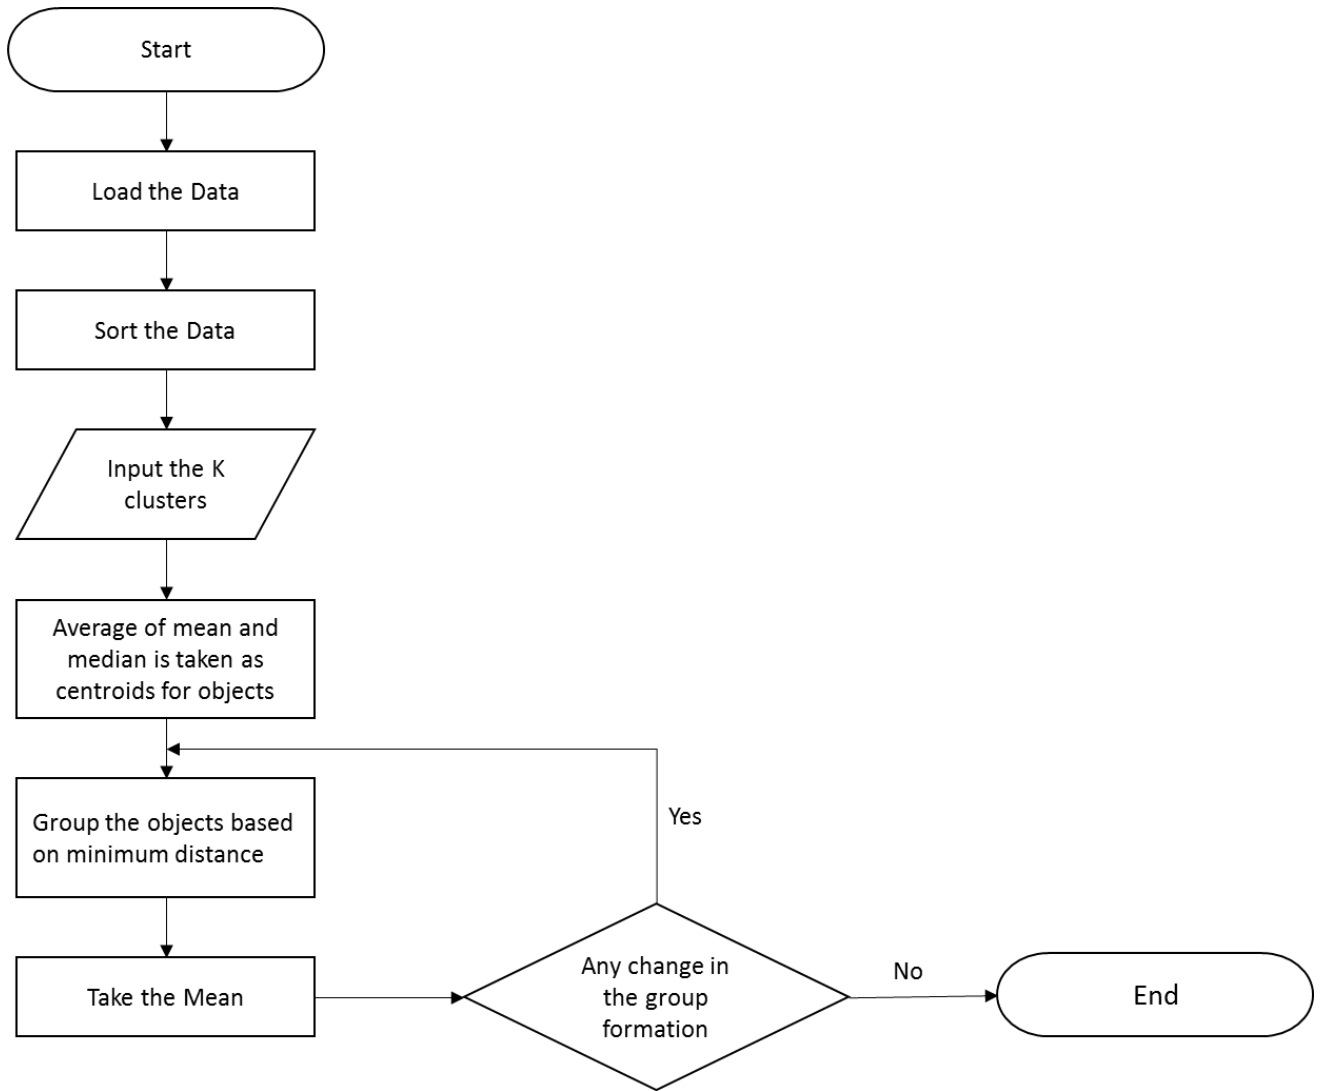 Start
Load the Data
Sort the Data
Input the K
clusters
Average of mean and
median is taken as
centroids for objects
Group the objects based
on minimum distance
Yes
Take the Mean
Any change in
the group
formation
No
End